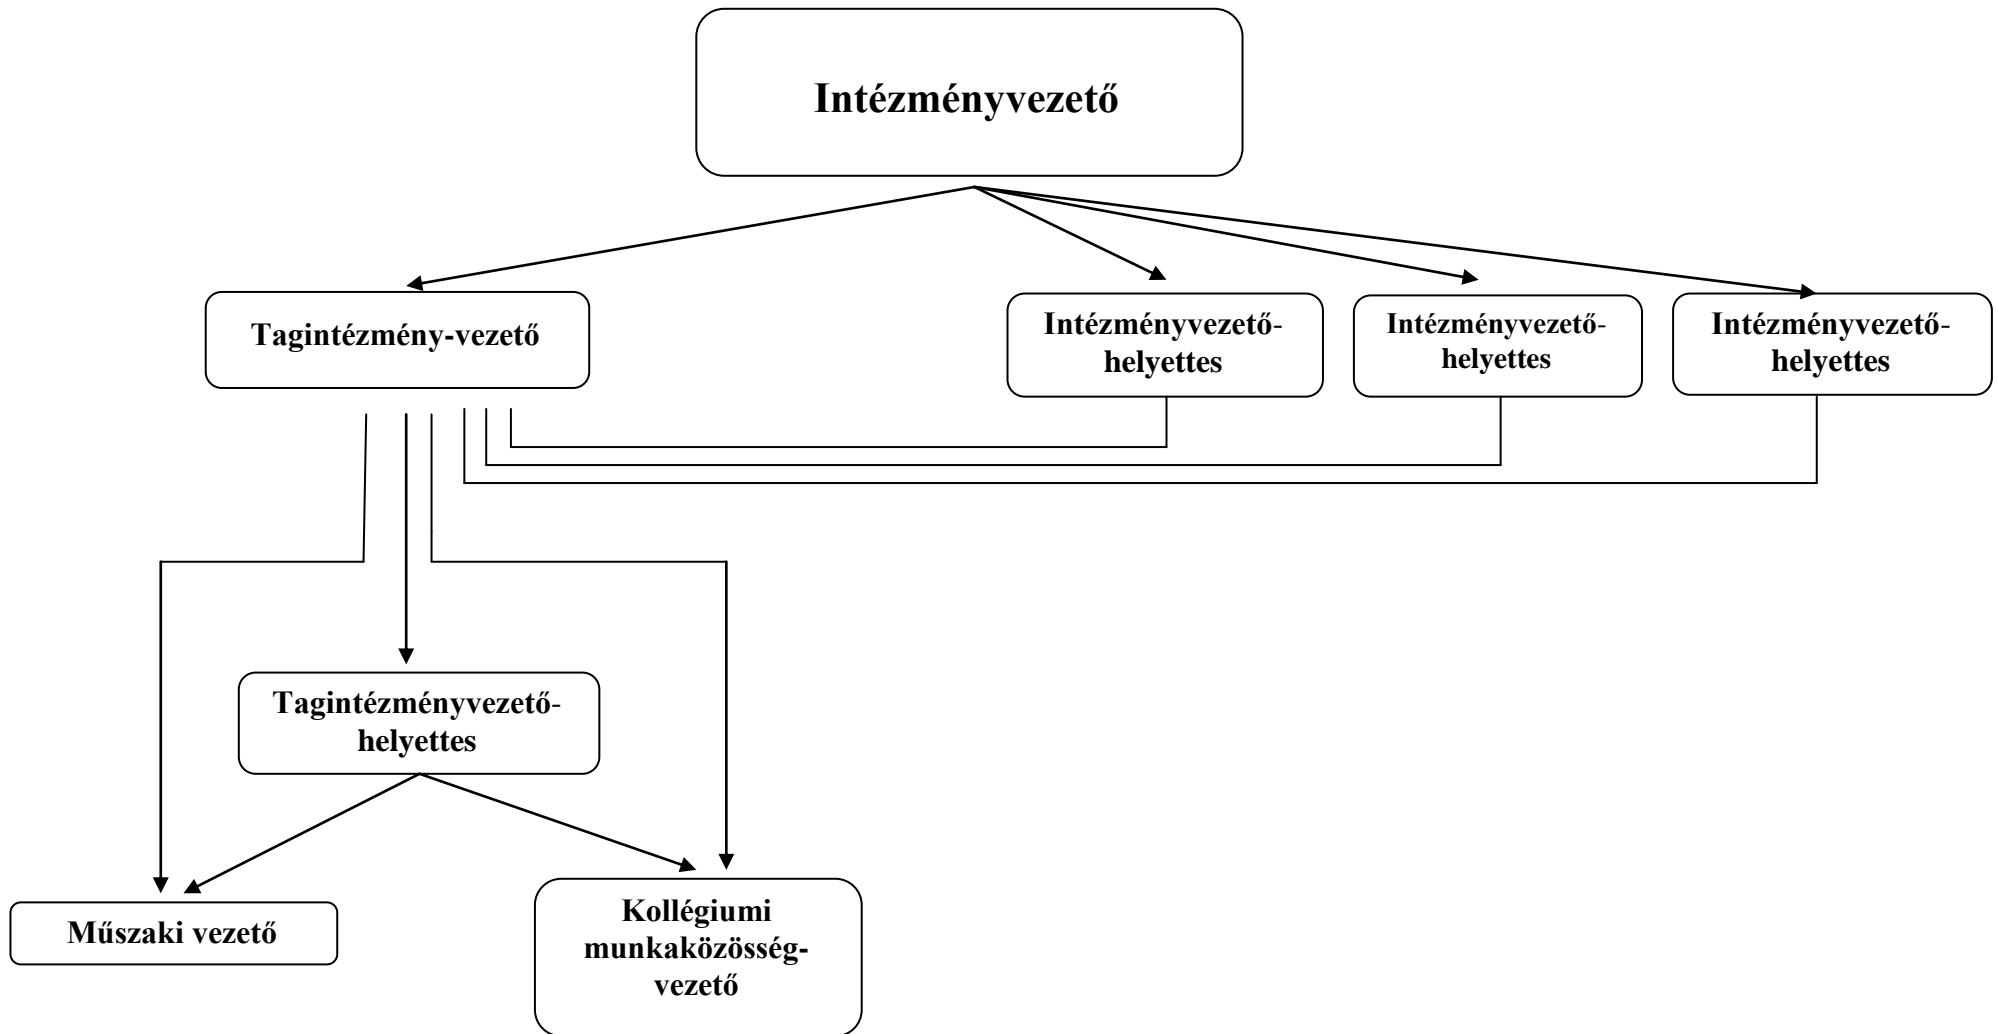 Intézményvezető
Tagintézmény-vezető
Intézményvezető-
helyettes
Intézményvezető-
helyettes
Intézményvezető-
helyettes
Tagintézményvezető-
helyettes
Műszaki vezető
Kollégiumi
munkaközösség-
vezető